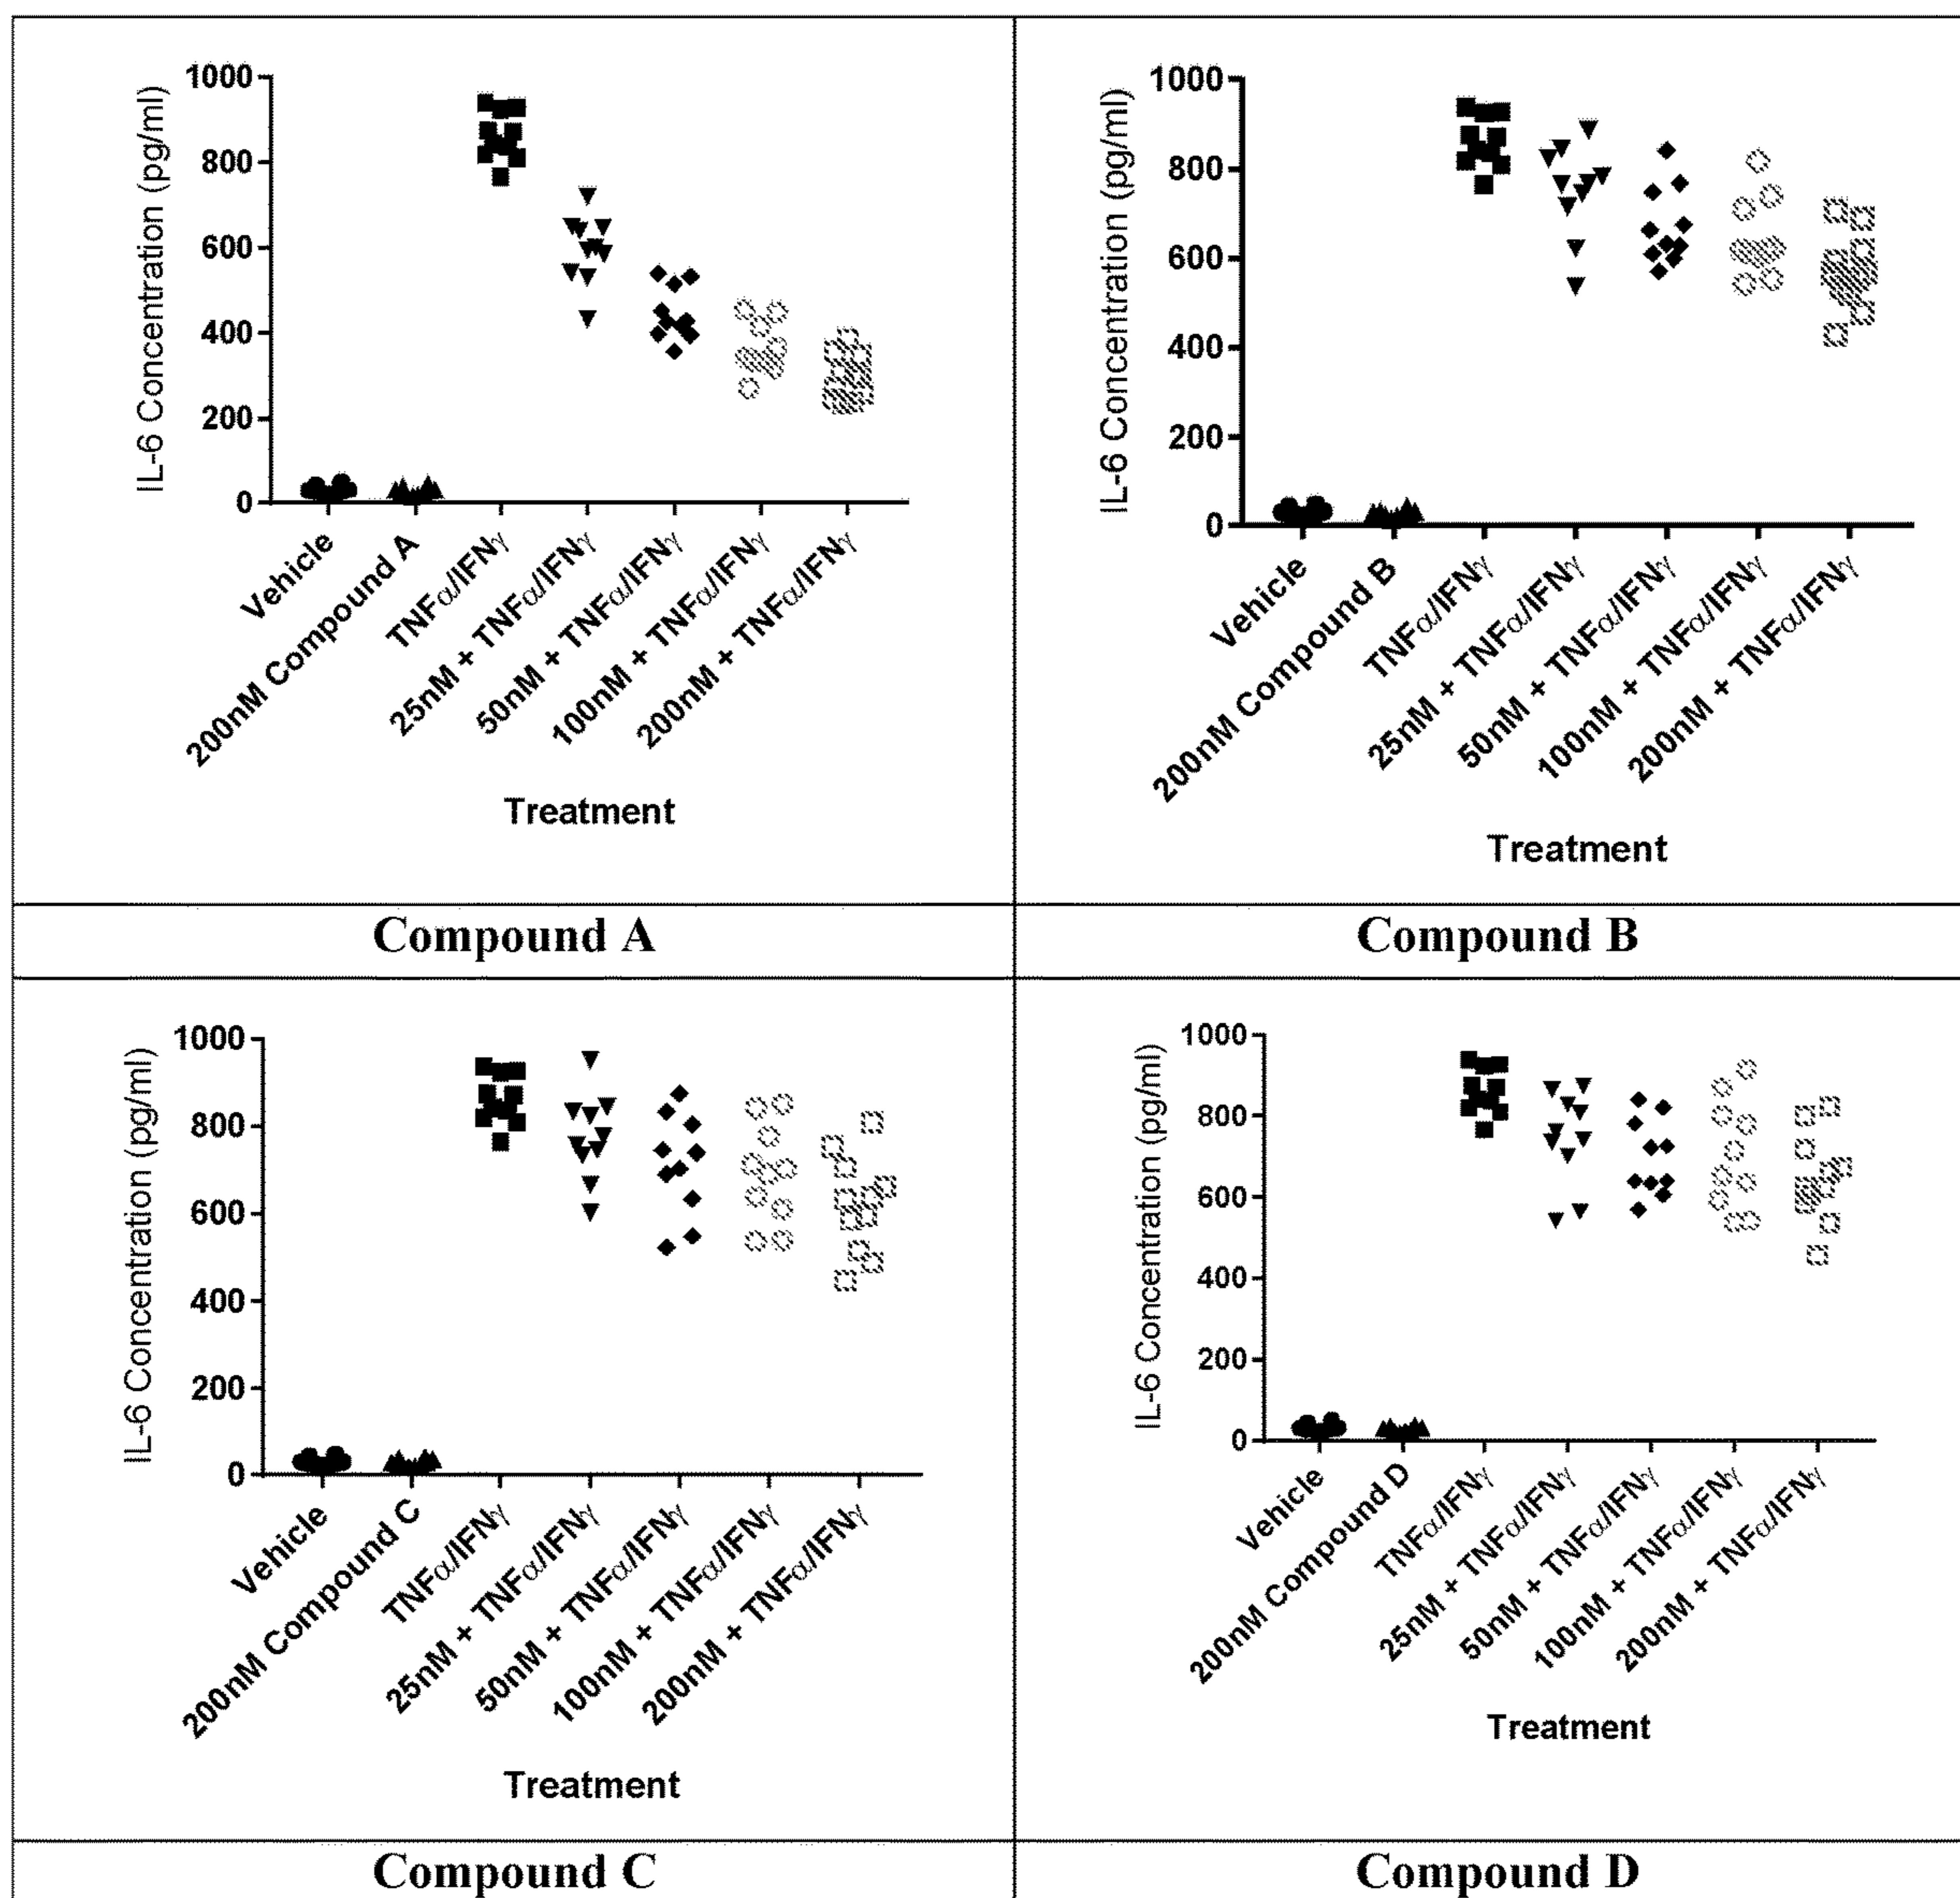 IL-6 Concentration (pg/ml)
1000
800
600
400
200
0
Vehicle
200nM Compound A
TNFα/IFNγ
25nM + TNFα/IFNγ
50nM + TNFα/IFNγ
100nM + TNFα/IFNγ
200nM + TNFα/IFNγ
Treatment
IL-6 Concentration (pg/ml)
1000
800
600
400
200
0
Vehicle
200nM Compound B
TNFα/IFNγ
25nM + TNFα/IFNγ
50nM + TNFα/IFNγ
100nM + TNFα/IFNγ
200nM + TNFα/IFNγ
Treatment
Compound A
Compound B
IL-6 Concentration (pg/ml)
1000
800
600
400
200
0
Vehicle
200nM Compound C
TNFα/IFNγ
25nM + TNFα/IFNγ
50nM + TNFα/IFNγ
100nM + TNFα/IFNγ
200nM + TNFα/IFNγ
Treatment
IL-6 Concentration (pg/ml)
1000
800
600
400
200
0
Vehicle
200nM Compound D
TNFα/IFNγ
25nM + TNFα/IFNγ
50nM + TNFα/IFNγ
100nM + TNFα/IFNγ
200nM + TNFα/IFNγ
Treatment
Compound C
Compound D